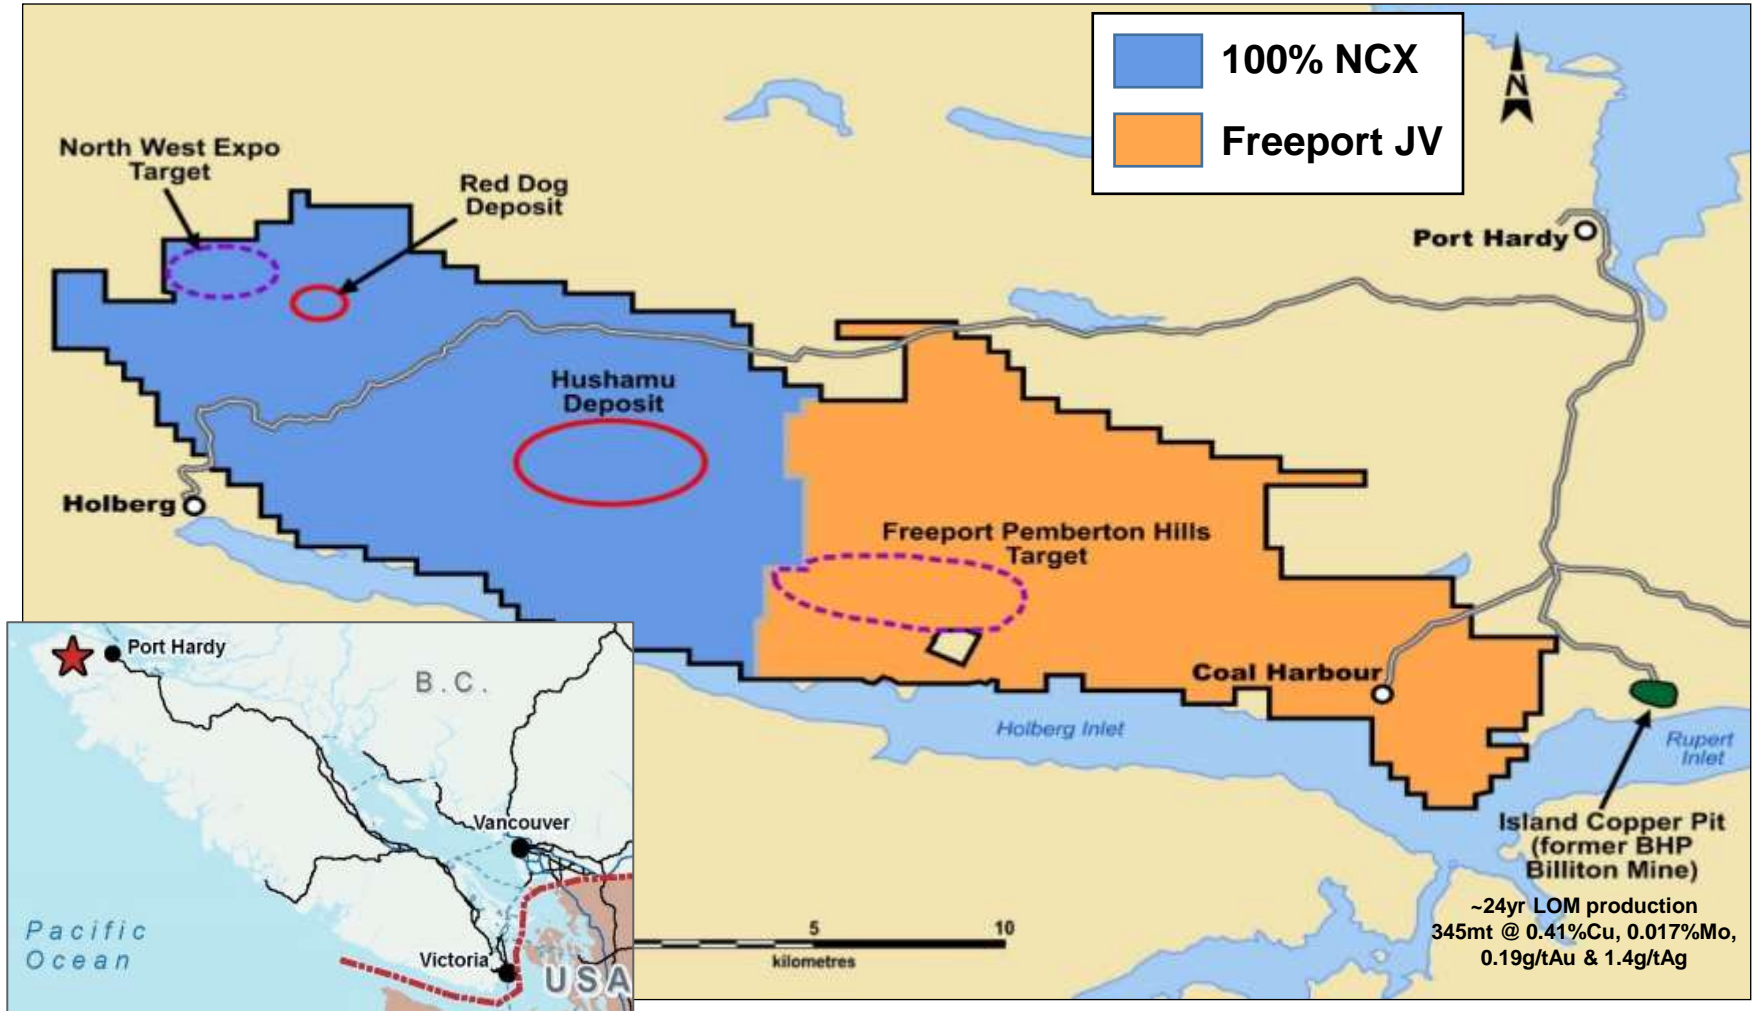 100% NCX
Freeport JV
N
North West Expo
Target
Red Dog
Deposit
Port Hardy
Hushamu
Deposit
Holberg
Freeport Pemberton Hills
Target
Coal Harbour
Holberg Inlet
Rupert
Inlet
Island Copper Pit
(former BHP
Billiton Mine)
~24yr LOM production
345mt @ 0.41%Cu, 0.017%Mo,
0.19g/tAu & 1.4g/tAg
5
10
kilometres
Port Hardy
B.C.
Vancouver
Victoria
Pacific
Ocean
USA